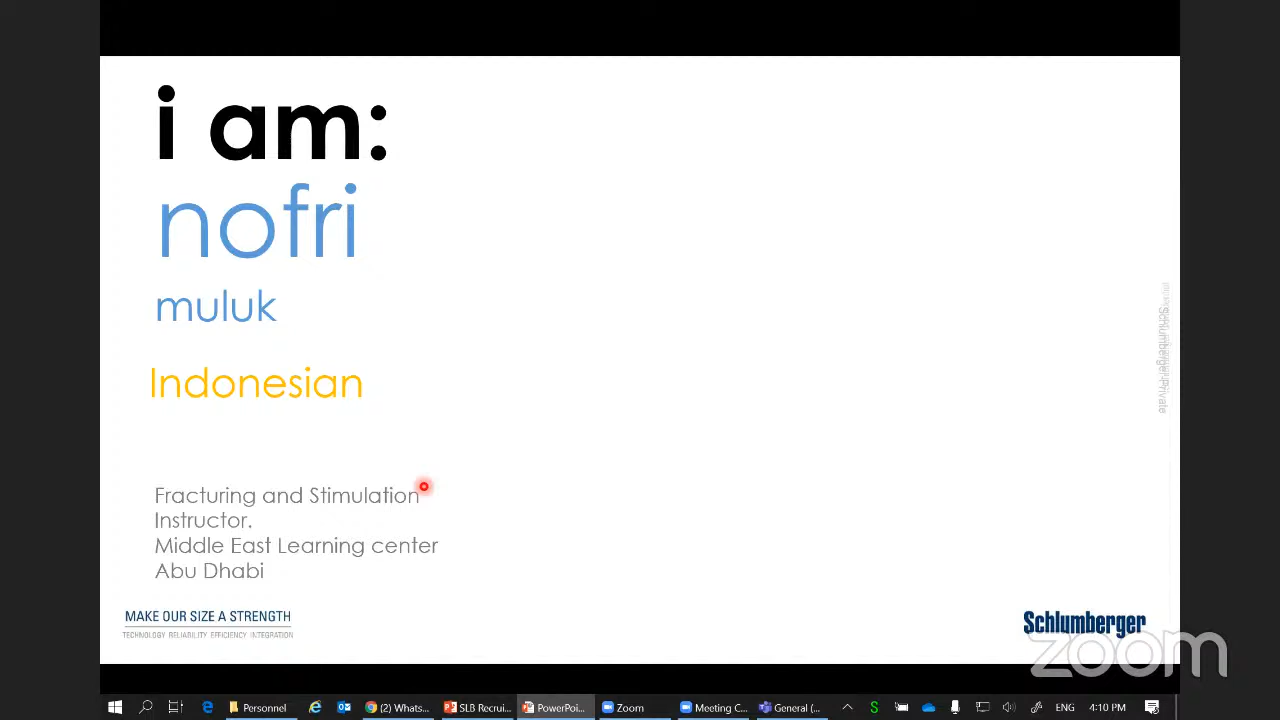 i am:
nofri
muluk
Indonesian
Fracturing and Stimulation
Instructor.
Middle East Learning center
Abu Dhabi
MAKE OUR SIZE A STRENGTH
TECHNOLOGY RELIABILITY EFFICIENCY INTEGRATION
Schlumberger
Schlumberger-Private
zoom
Personnel
(99) Whats...
SLB Recrui...
PowerPoi...
Zoom
Meeting C...
General (...
ENG
4:10 PM